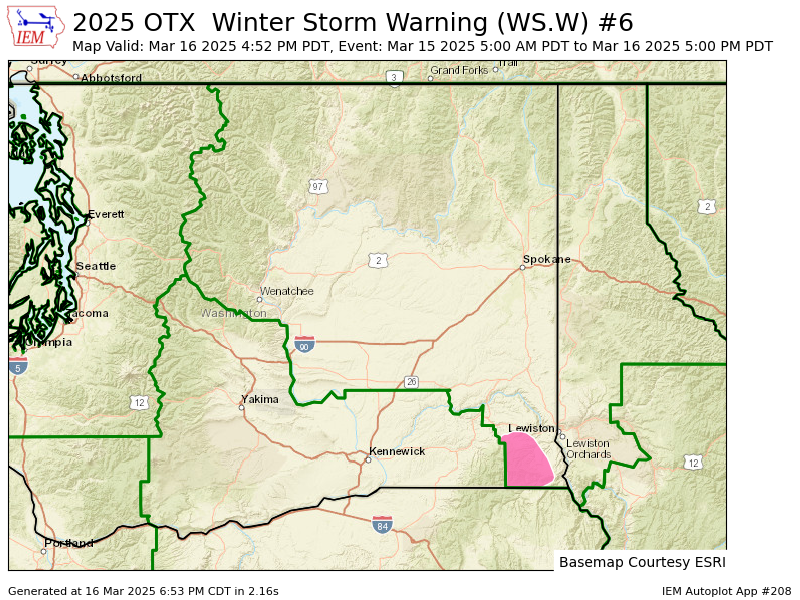 2025 OTX  Winter Storm Warning (WS.W) #6
IEM
Map Valid: Mar 16 2025 4:52 PM PDT, Event: Mar 15 2025 5:00 AM PDT to Mar 16 2025 5:00 PM PDT
Surrey
Trail
Grand Forks
Abbotsford
3
97
2
Everett
2
Spokane
Seattle
Wenatchee
Washington
acoma
Olympia
90
5
26
12
Yakima
Lewiston
Lewiston
Orchards
Kennewick
12
84
Portland
Basemap Courtesy ESRI
Generated at 16 Mar 2025 6:53 PM CDT in 2.16s
IEM Autoplot App #208